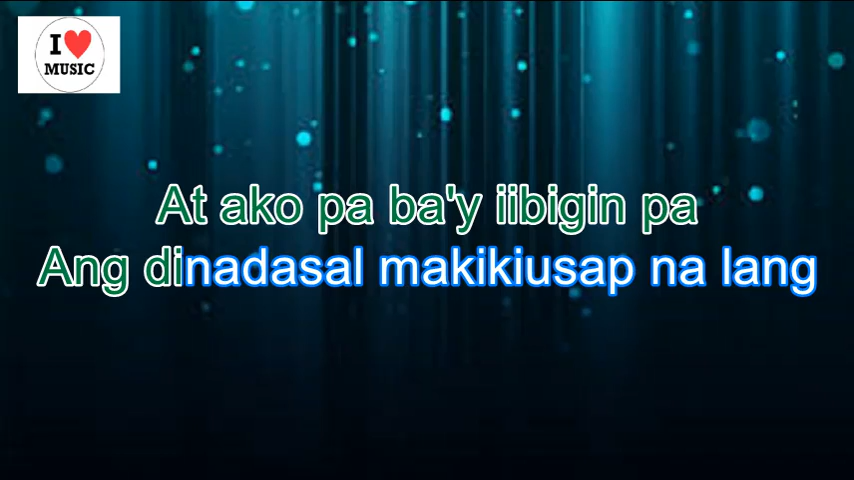 I ♥
MUSIC
At ako pa ba'y iibigin pa
Ang dinadasal makikiusap na lang